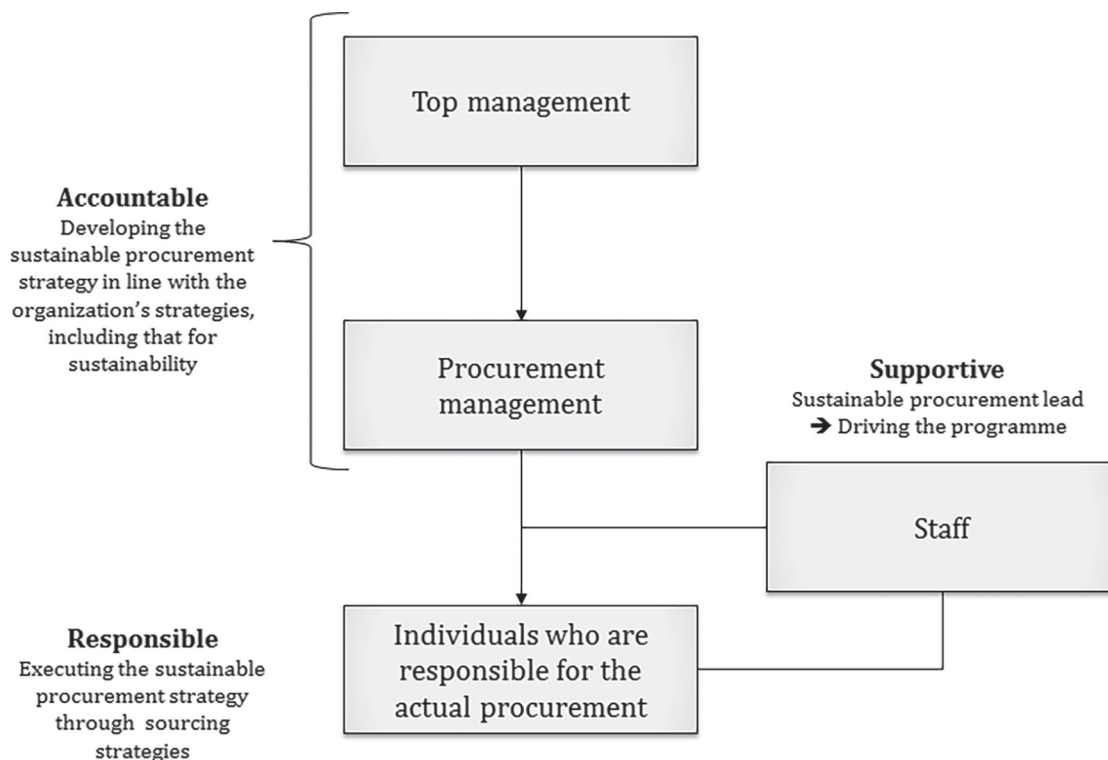 Top management
Accountable
Developing the
sustainable procurement
strategy in line with the
organization's strategies,
including that for
sustainability
Procurement
management
Supportive
Sustainable procurement lead
➔ Driving the programme
Staff
Responsible
Executing the sustainable
procurement strategy
through sourcing
strategies
Individuals who are
responsible for the
actual procurement